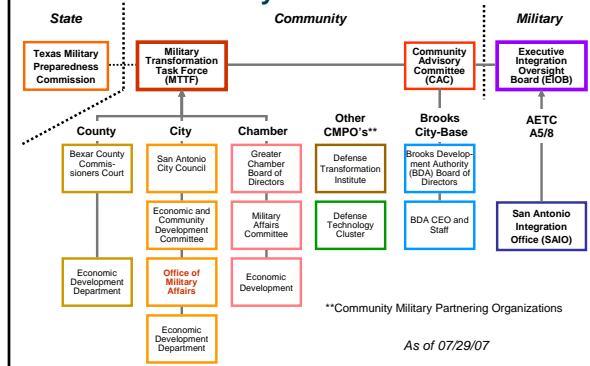 State
Community
Military
Texas Military
Preparedness
Commission
Military
Transformation
Task Force
(MTTF)
Community
Advisory
Committee
(CAC)
Executive
Integration
Oversight
Board (EIOB)
County
City
Chamber
Other
CMPO's**
Brooks
City-Base
AETC
A5/8
Bexar County
Commis-
sioners Court
San Antonio
City Council
Greater
Chamber
Board of
Directors
Defense
Transformation
Institute
Brooks Develop-
ment Authority
(BDA) Board of
Directors
Economic and
Community
Development
Committee
Military
Affairs
Committee
Defense
Technology
Cluster
BDA CEO and
Staff
San Antonio
Integration
Office (SAIO)
Economic
Development
Department
Office of
Military
Affairs
Economic
Development
Economic
Development
Department
**Community Military Partnering Organizations
As of 07/29/07